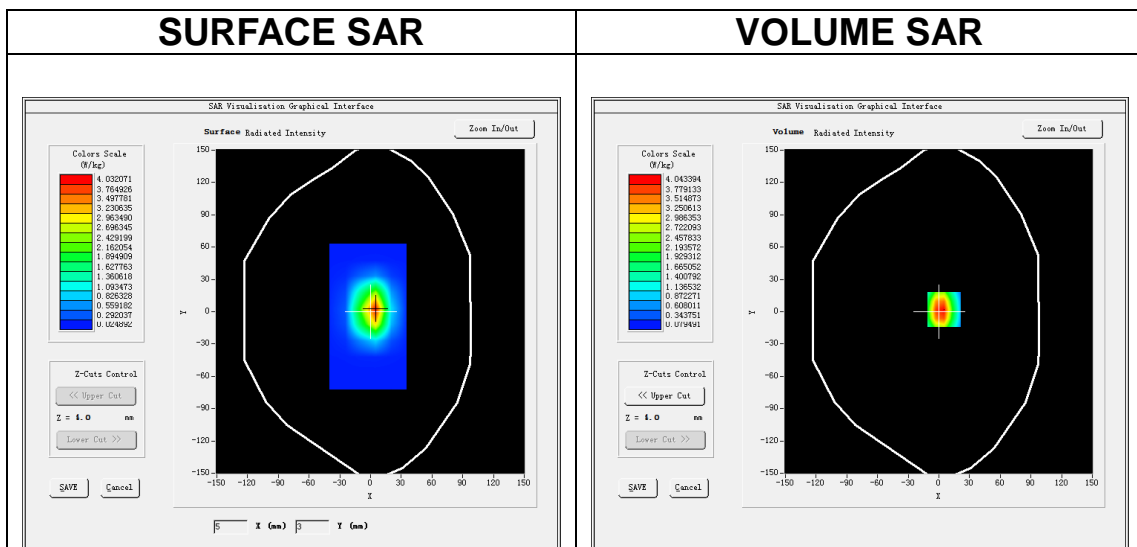 SURFACE SAR
VOLUME SAR
SAR Visualisation Graphical Interface
Surface Radiated Intensity
Zoom In/Out
Colors Scale
(W/kg)
4.032071
3.764926
3.497781
3.230635
2.963490
2.696345
2.429199
2.162054
1.894909
1.627763
1.360618
1.093473
0.826328
0.559182
0.292037
0.024892
150
120
90
60
30
0
-30
-60
-90
-120
-150
Y
-150 -120 -90 -60 -30 0 30 60 90 120 150
X
Z-Cuts Control
<< Upper Cut
Z = 4.0 mm
Lower Cut >>
SAVE Cancel
5 X (mm) 3 Y (mm)
SAR Visualisation Graphical Interface
Volume Radiated Intensity
Zoom In/Out
Colors Scale
(W/kg)
4.043394
3.779133
3.514873
3.250613
2.986353
2.722093
2.457833
2.193572
1.929312
1.665052
1.400792
1.136532
0.872271
0.608011
0.343751
0.079491
150
120
90
60
30
0
-30
-60
-90
-120
-150
Y
-150 -120 -90 -60 -30 0 30 60 90 120 150
X
Z-Cuts Control
<< Upper Cut
Z = 4.0 mm
Lower Cut >>
SAVE Cancel